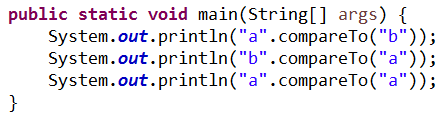 public static void main(String[] args) {
    System.out.println("a".compareTo("b"));
    System.out.println("b".compareTo("a"));
    System.out.println("a".compareTo("a"));
}